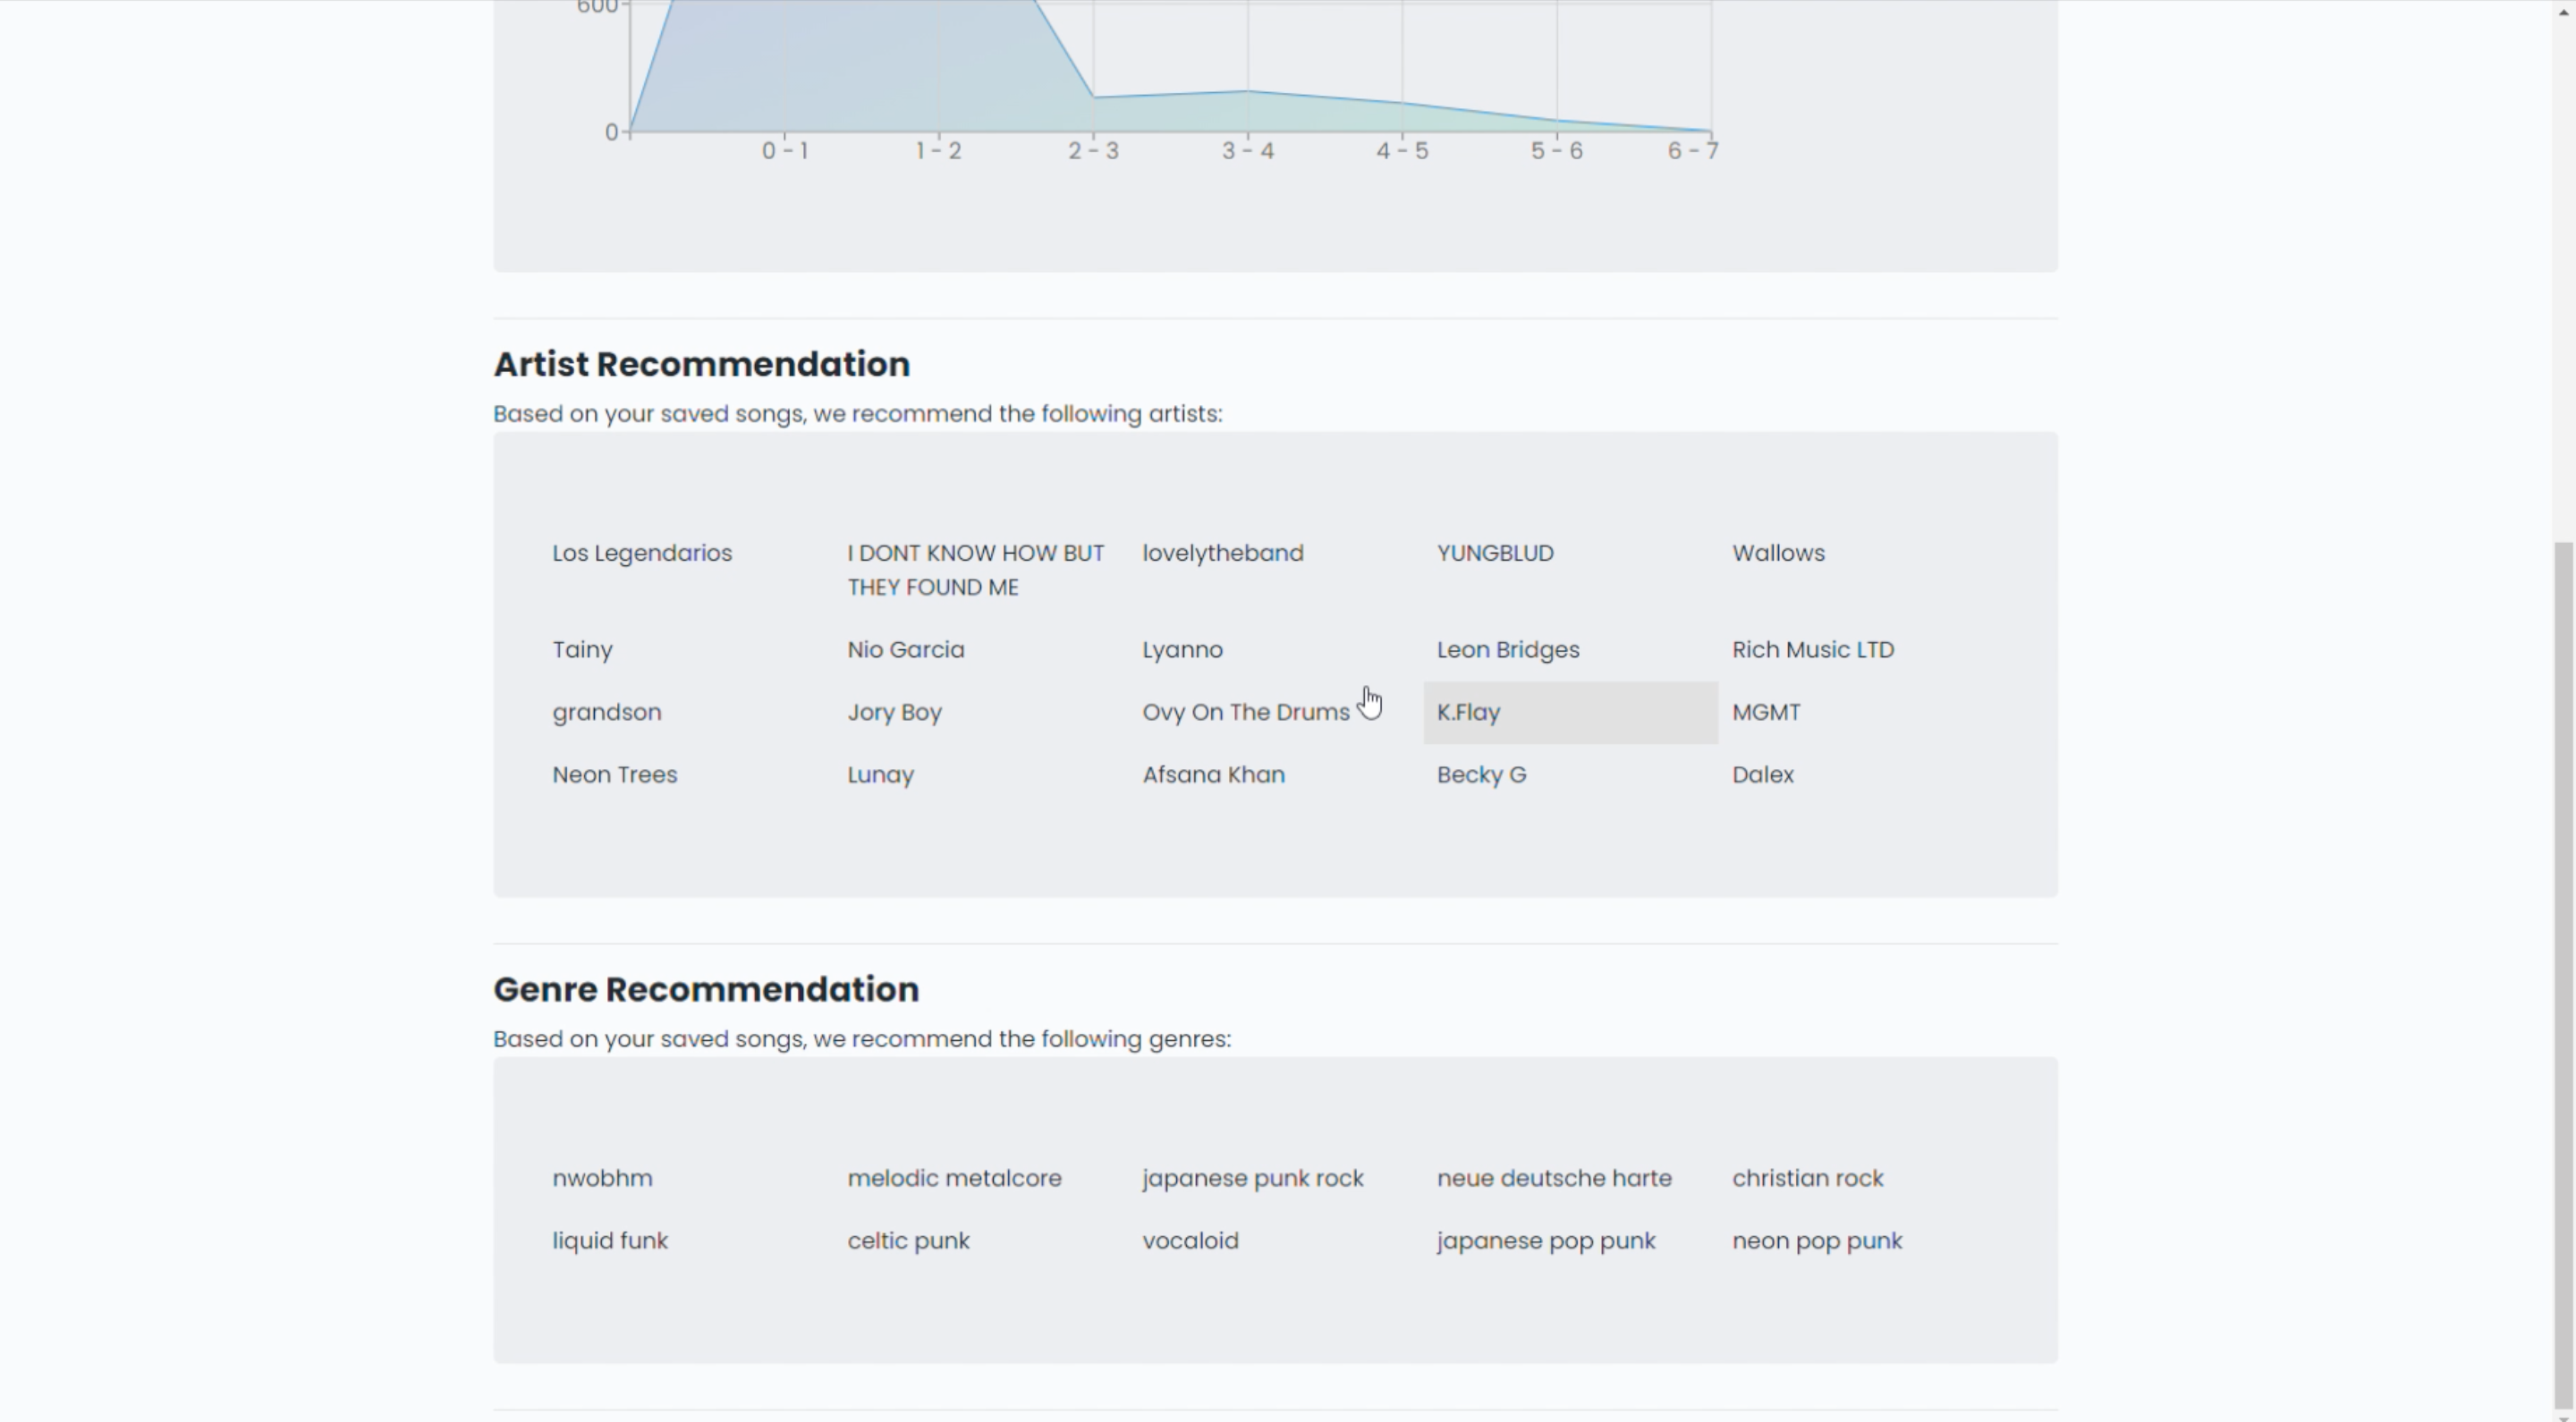 600
0
0 - 1 1 - 2 2 - 3 3 - 4 4 - 5 5 - 6 6 - 7
Artist Recommendation
Based on your saved songs, we recommend the following artists:
Los Legendarios I DONT KNOW HOW BUT lovelytheband YUNGBLUD Wallows
THEY FOUND ME
Tainy Nio Garcia Lyanno Leon Bridges Rich Music LTD
grandson Jory Boy Ovy On The Drums K.Flay MGMT
Neon Trees Lunay Afsana Khan Becky G Dalex
Genre Recommendation
Based on your saved songs, we recommend the following genres:
nwobhm melodic metalcore japanese punk rock neue deutsche harte christian rock
liquid funk celtic punk vocaloid japanese pop punk neon pop punk